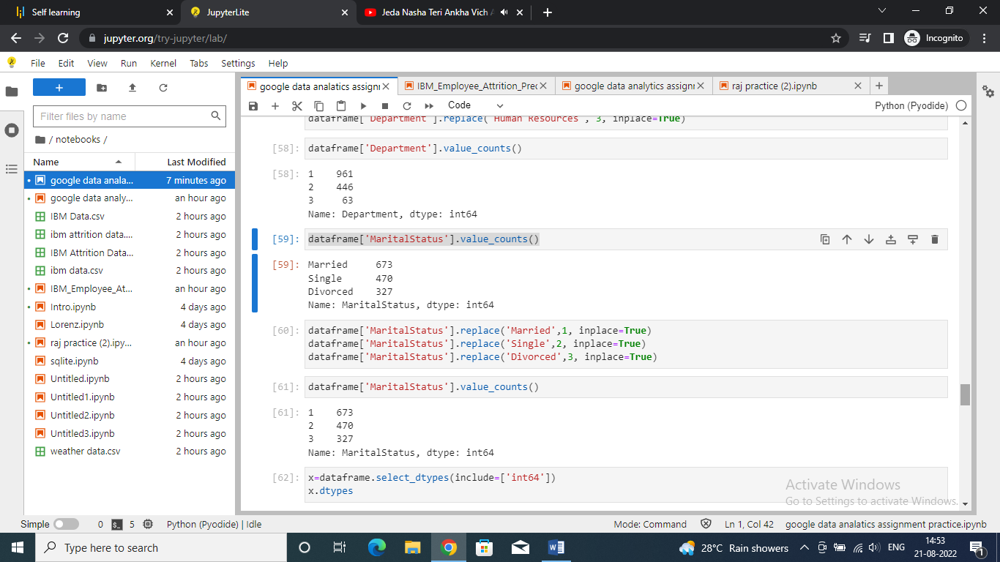 Self learning
JupyterLite
Jeda Nasha Teri Ankha Vich
jupyter.org/try-jupyter/lab/
Incognito
File Edit View Run Kernel Tabs Settings Help
google data analatics assignm
IBM_Employee_Attrition_Prec
google data analytics assignm
raj practice (2).ipynb
Filter files by name
Code
Python (Pyodide)
/ notebooks /
Name Last Modified
google data anala... 7 minutes ago
google data analy... an hour ago
IBM Data.csv 2 hours ago
ibm attrition data.... 2 hours ago
IBM Attrition Data... 2 hours ago
ibm data.csv 2 hours ago
IBM_Employee_At... an hour ago
Intro.ipynb 4 days ago
Lorenz.ipynb 4 days ago
raj practice (2).ipy... an hour ago
sqlite.ipynb 4 days ago
Untitled.ipynb 2 hours ago
Untitled1.ipynb 2 hours ago
Untitled2.ipynb 2 hours ago
Untitled3.ipynb 2 hours ago
weather data.csv 2 hours ago
dataframe['Department'].replace('Human Resources', 3, inplace=True)
[58]: dataframe['Department'].value_counts()
[58]: 1 961
2 446
3 63
Name: Department, dtype: int64
[59]: dataframe['MaritalStatus'].value_counts()
[59]: Married 673
Single 470
Divorced 327
Name: MaritalStatus, dtype: int64
[60]: dataframe['MaritalStatus'].replace('Married',1, inplace=True)
dataframe['MaritalStatus'].replace('Single',2, inplace=True)
dataframe['MaritalStatus'].replace('Divorced',3, inplace=True)
[61]: dataframe['MaritalStatus'].value_counts()
[61]: 1 673
2 470
3 327
Name: MaritalStatus, dtype: int64
[62]: x=dataframe.select_dtypes(include=['int64'])
x.dtypes
Activate Windows
Go to Settings to activate Windows.
Simple 0 $_ 5 Python (Pyodide) | Idle
Mode: Command Ln 1, Col 42 google data analatics assignment practice.ipynb
Type here to search
W
28°C Rain showers
ENG
14:53
21-08-2022
1